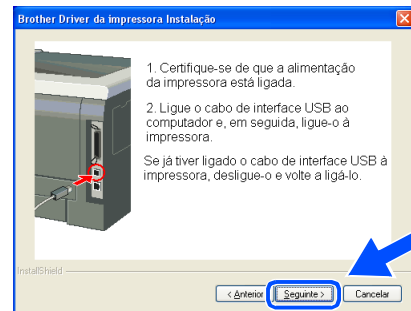 Brother Driver da impressora Instalação
1. Certifique-se de que a alimentação
da impressora está ligada.
2. Ligue o cabo de interface USB ao
computador e, em seguida, ligue-o à
impressora.
Se já tiver ligado o cabo de interface USB à
impressora, desligue-o e volte a ligá-lo.
InstallShield
< Anterior Seguinte > Cancelar